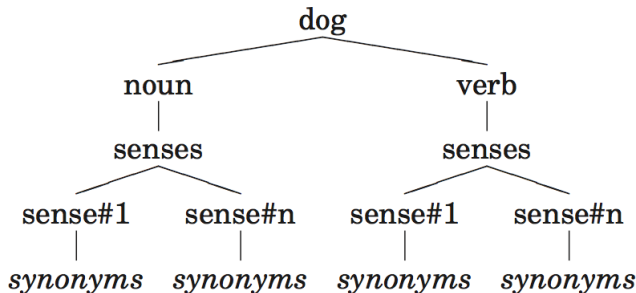 dog
noun verb
senses senses
sense#1 sense#n sense#1 sense#n
synonyms synonyms synonyms synonyms